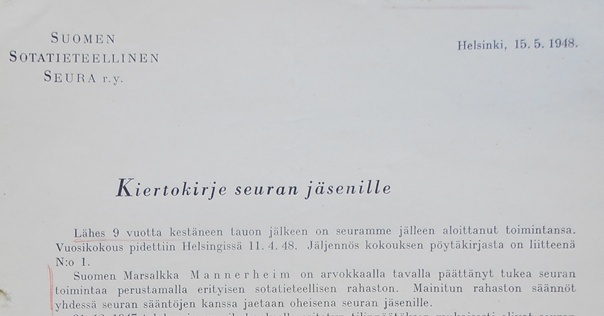 SUOMEN
SOTATIETEELLINEN
SEURA r.y.
Helsinki, 15. 5. 1948.
Kiertokirje seuran jäsenille
Lähes 9 vuotta kestäneen tauon jälkeen on seuramme jälleen aloittanut toimintansa.
Vuosikokous pidettiin Helsingissä 11. 4. 48. Jäljennös kokouksen pöytäkirjasta on liitteenä
N:o 1.
Suomen Marsalkka Mannerheim on arvokkaalla tavalla päättänyt tukea seuran
toimintaa perustamalla erityisen sotatieteellisen rahaston. Mainitun rahaston säännöt
yhdessä seuran sääntöjen kanssa jaetaan oheisena seuran jäsenille.